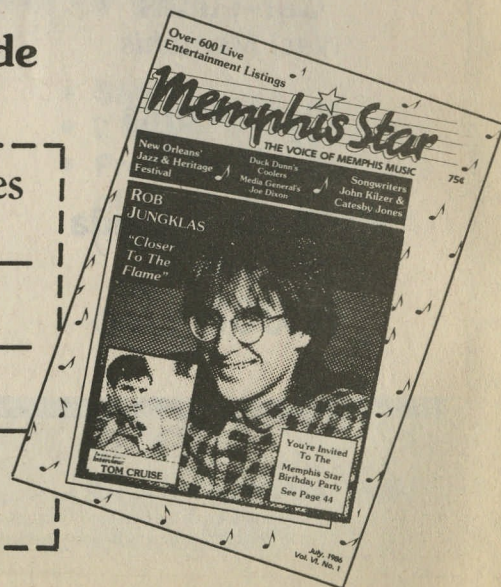 de
es
Over 600 Live
Entertainment Listings
Memphis Star
THE VOICE OF MEMPHIS MUSIC
75¢
New Orleans'
Jazz & Heritage
Festival
Duck Dunn's
Coolers
Media General's
Joe Dixon
Songwriters
John Kilzer &
Catesby Jones
ROB
JUNGKLAS
"Closer
To The
Flame"
Interview:
TOM CRUISE
You're Invited
To The
Memphis Star
Birthday Party
See Page 44
July, 1986
Vol. VI. No. 1